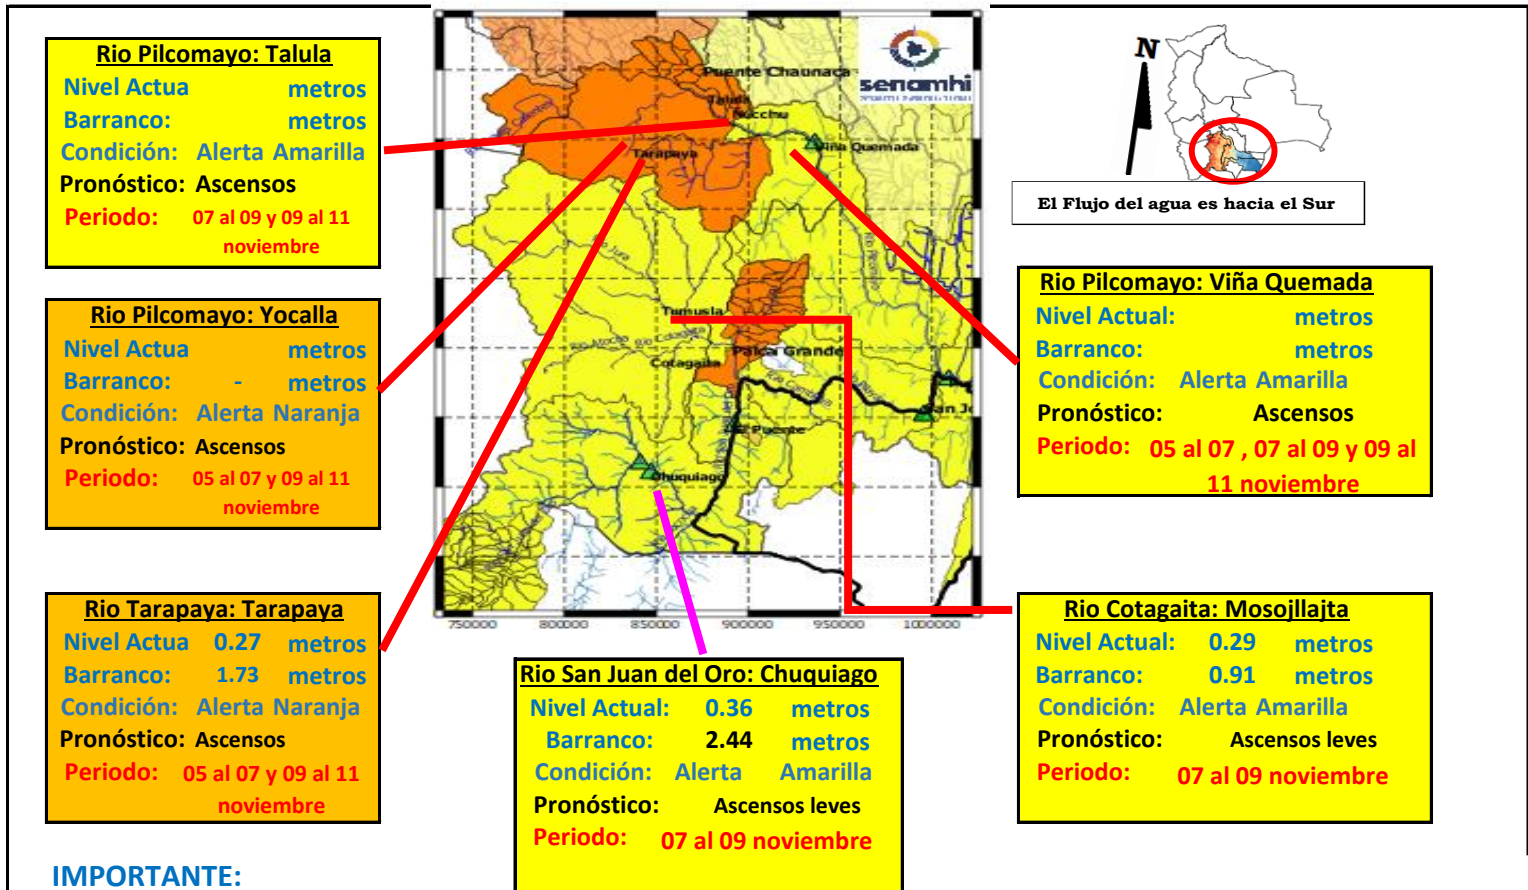 Rio Pilcomayo: Talula
Nivel Actua metros
Barranco: metros
Condición: Alerta Amarilla
Pronóstico: Ascensos
Periodo: 07 al 09 y 09 al 11
noviembre
Rio Pilcomayo: Yocalla
Nivel Actua metros
Barranco: - metros
Condición: Alerta Naranja
Pronóstico: Ascensos
Periodo: 05 al 07 y 09 al 11
noviembre
Rio Tarapaya: Tarapaya
Nivel Actua 0.27 metros
Barranco: 1.73 metros
Condición: Alerta Naranja
Pronóstico: Ascensos
Periodo: 05 al 07 y 09 al 11
noviembre
IMPORTANTE:
senamhi
Puente Chaunaca
Talula
Nucchu
Viña Quemada
Tarapaya
Tumusla
Palca Grande
Cotagaita
San J
El Puente
Chuquiago
750000 800000 850000 900000 950000 1000000
Rio San Juan del Oro: Chuquiago
Nivel Actual: 0.36 metros
Barranco: 2.44 metros
Condición: Alerta Amarilla
Pronóstico: Ascensos leves
Periodo: 07 al 09 noviembre
N
El Flujo del agua es hacia el Sur
Rio Pilcomayo: Viña Quemada
Nivel Actual: metros
Barranco: metros
Condición: Alerta Amarilla
Pronóstico: Ascensos
Periodo: 05 al 07 , 07 al 09 y 09 al
11 noviembre
Rio Cotagaita: Mosojllajta
Nivel Actual: 0.29 metros
Barranco: 0.91 metros
Condición: Alerta Amarilla
Pronóstico: Ascensos leves
Periodo: 07 al 09 noviembre